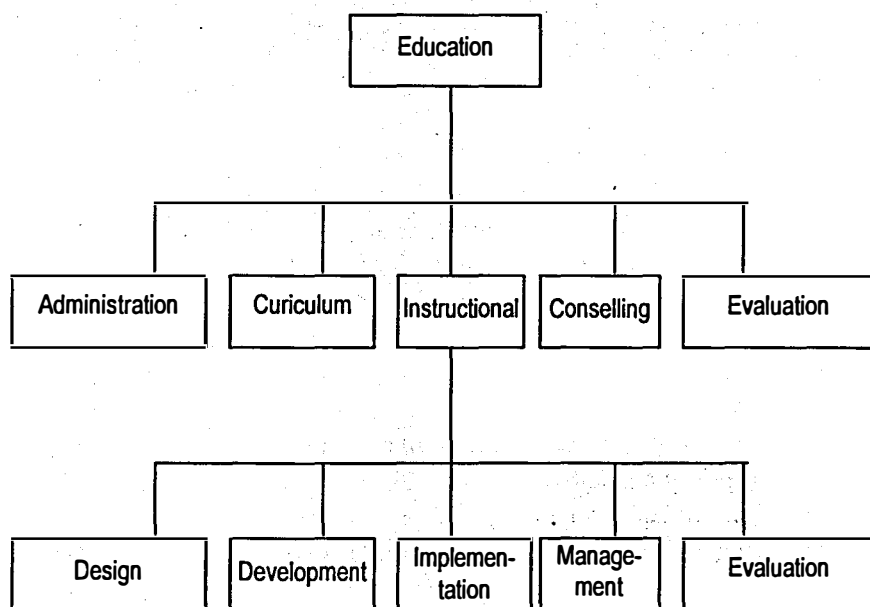 Education
Administration
Curiculum
Instructional
Conselling
Evaluation
Design
Development
Implemen-
tation
Manage-
ment
Evaluation